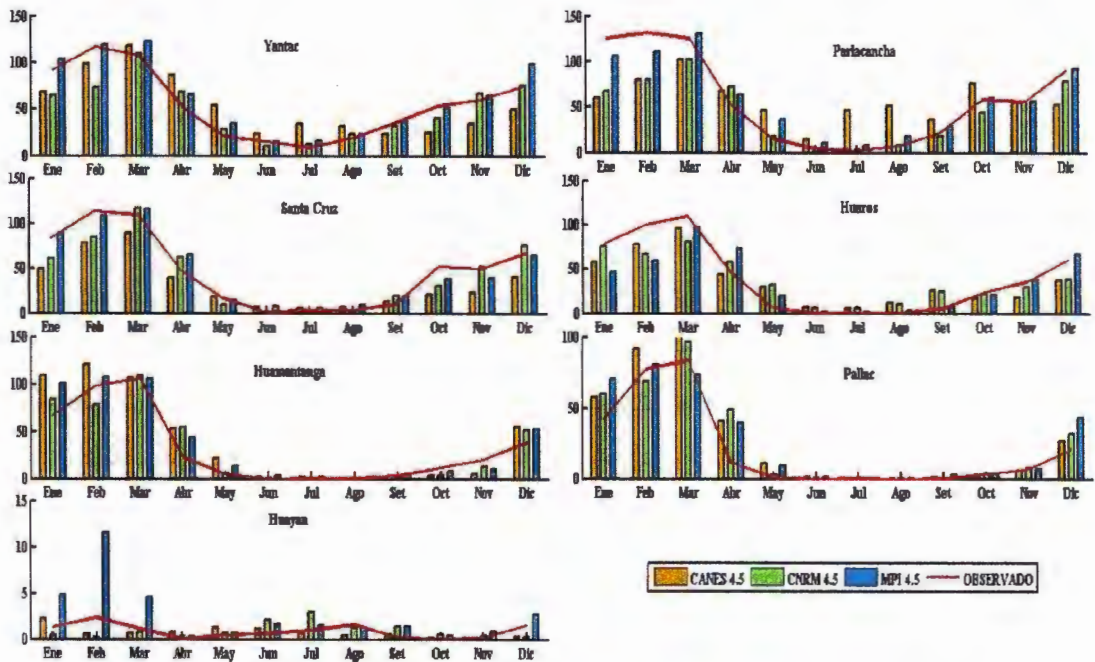 Yantac
150
100
50
0
Ene Feb Mar Abr May Jun Jul Ago Set Oct Nov Dic
Pariacancha
150
100
50
0
Ene Feb Mar Abr May Jun Jul Ago Set Oct Nov Dic
Santa Cruz
150
100
50
0
Ene Feb Mar Abr May Jun Jul Ago Set Oct Nov Dic
Huaros
150
100
50
0
Ene Feb Mar Abr May Jun Jul Ago Set Oct Nov Dic
Huamantanga
150
100
50
0
Ene Feb Mar Abr May Jun Jul Ago Set Oct Nov Dic
Pallac
100
50
0
Ene Feb Mar Abr May Jun Jul Ago Set Oct Nov Dic
Huayan
15
10
5
0
Ene Feb Mar Abr May Jun Jul Ago Set Oct Nov Dic
CANES 4.5 CNRM 4.5 MPI 4.5 OBSERVADO